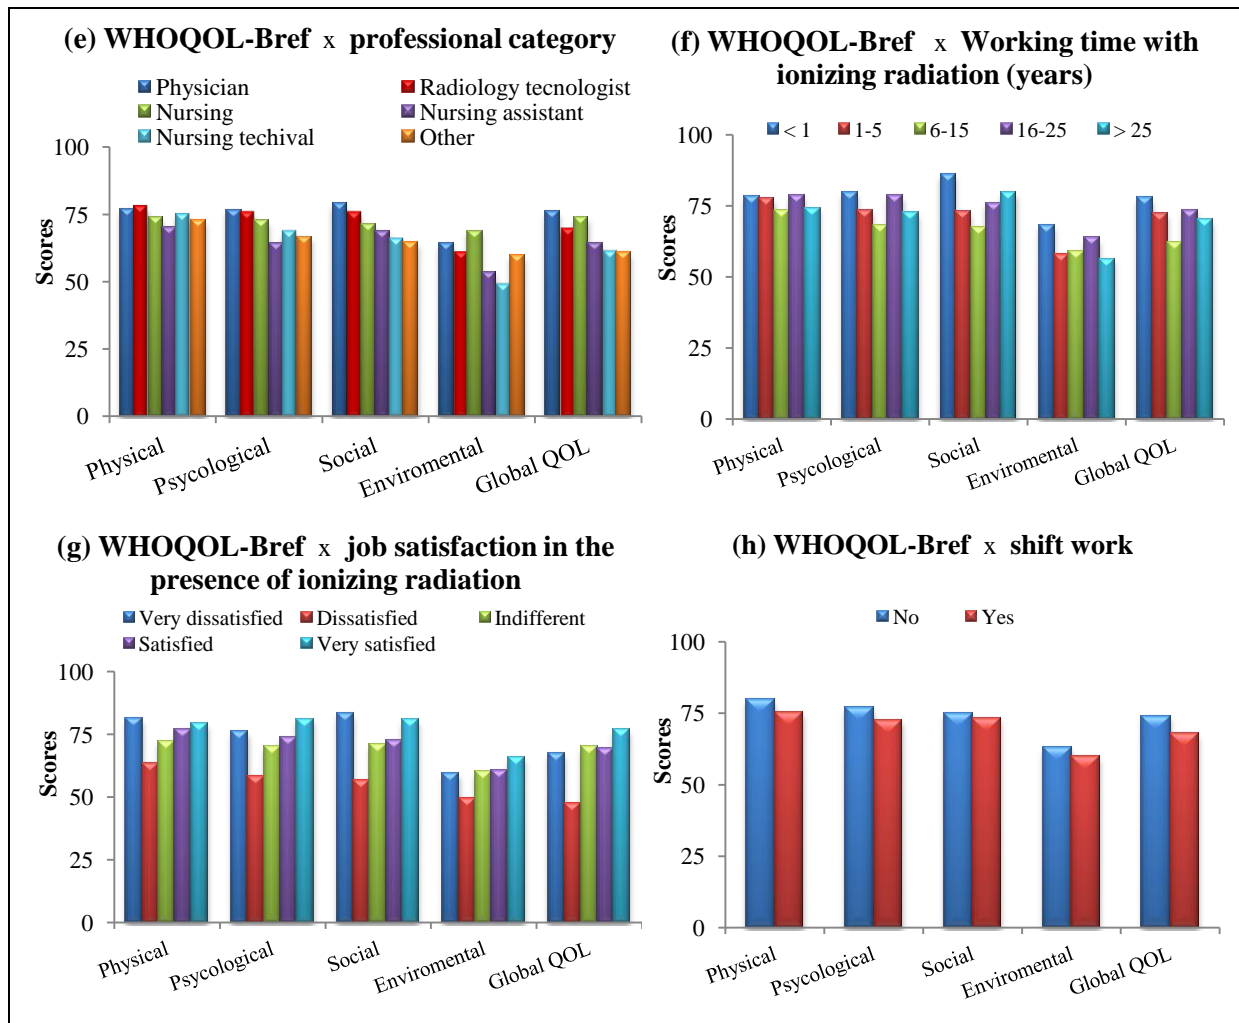 (e) WHOQOL-Bref x professional category
Physician
Radiology tecnologist
Nursing
Nursing assistant
Nursing techival
Other
100
75
50
25
0
Scores
Physical
Psycological
Social
Enviromental
Global QOL
(f) WHOQOL-Bref x Working time with
ionizing radiation (years)
< 1
1-5
6-15
16-25
> 25
100
75
50
25
0
Scores
Physical
Psycological
Social
Enviromental
Global QOL
(g) WHOQOL-Bref x job satisfaction in the
presence of ionizing radiation
Very dissatisfied
Dissatisfied
Indifferent
Satisfied
Very satisfied
100
75
50
25
0
Scores
Physical
Psycological
Social
Enviromental
Global QOL
(h) WHOQOL-Bref x shift work
No
Yes
100
75
50
25
0
Scores
Physical
Psycological
Social
Enviromental
Global QOL